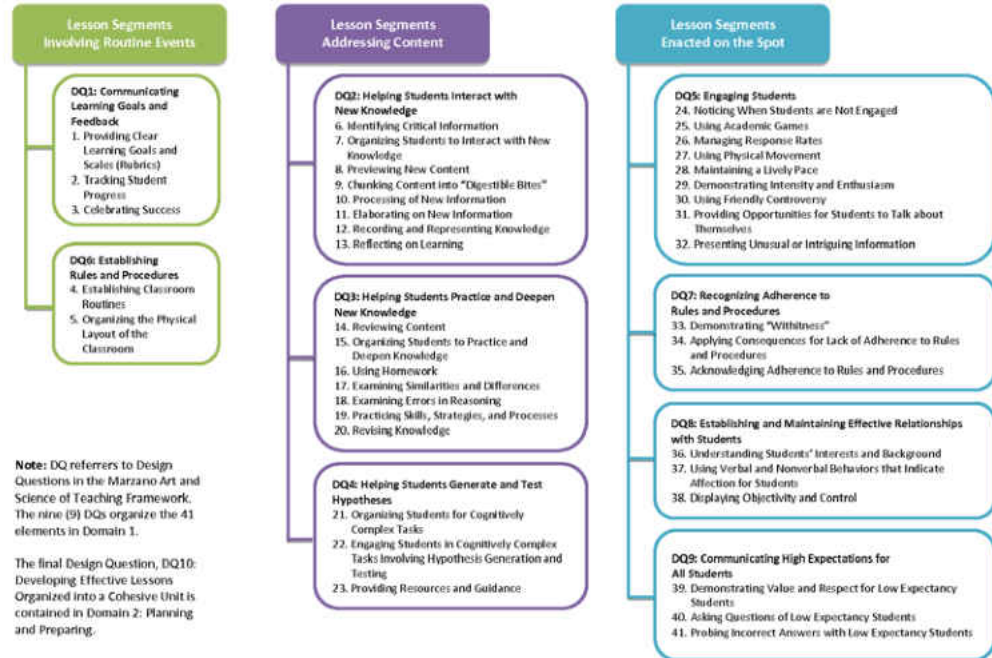 Lesson Segments
Involving Routine Events
DQ1: Communicating
Learning Goals and
Feedback
1. Providing Clear
Learning Goals and
Scales (Rubrics)
2. Tracking Student
Progress
3. Celebrating Success
DQ6: Establishing
Rules and Procedures
4. Establishing Classroom
Routines
5. Organizing the Physical
Layout of the
Classroom
Note: DQ referrers to Design
Questions in the Marzano Art and
Science of Teaching Framework.
The nine (9) DQs organize the 41
elements in Domain 1.
The final Design Question, DQ10:
Developing Effective Lessons
Organized into a Cohesive Unit is
contained in Domain 2: Planning
and Preparing.
Lesson Segments
Addressing Content
DQ2: Helping Students Interact with
New Knowledge
6. Identifying Critical Information
7. Organizing Students to Interact with New
Knowledge
8. Previewing New Content
9. Chunking Content into "Digestible Bites"
10. Processing of New Information
11. Elaborating on New Information
12. Recording and Representing Knowledge
13. Reflecting on Learning
DQ3: Helping Students Practice and Deepen
New Knowledge
14. Reviewing Content
15. Organizing Students to Practice and
Deepen Knowledge
16. Using Homework
17. Examining Similarities and Differences
18. Examining Errors in Reasoning
19. Practicing Skills, Strategies, and Processes
20. Revising Knowledge
DQ4: Helping Students Generate and Test
Hypotheses
21. Organizing Students for Cognitively
Complex Tasks
22. Engaging Students in Cognitively Complex
Tasks Involving Hypothesis Generation and
Testing
23. Providing Resources and Guidance
Lesson Segments
Enacted on the Spot
DQ5: Engaging Students
24. Noticing When Students are Not Engaged
25. Using Academic Games
26. Managing Response Rates
27. Using Physical Movement
28. Maintaining a Lively Pace
29. Demonstrating Intensity and Enthusiasm
30. Using Friendly Controversy
31. Providing Opportunities for Students to Talk about
Themselves
32. Presenting Unusual or Intriguing Information
DQ7: Recognizing Adherence to
Rules and Procedures
33. Demonstrating "Withitness"
34. Applying Consequences for Lack of Adherence to Rules
and Procedures
35. Acknowledging Adherence to Rules and Procedures
DQ8: Establishing and Maintaining Effective Relationships
with Students
36. Understanding Students' Interests and Background
37. Using Verbal and Nonverbal Behaviors that Indicate
Affection for Students
38. Displaying Objectivity and Control
DQ9: Communicating High Expectations for
All Students
39. Demonstrating Value and Respect for Low Expectancy
Students
40. Asking Questions of Low Expectancy Students
41. Probing Incorrect Answers with Low Expectancy Students